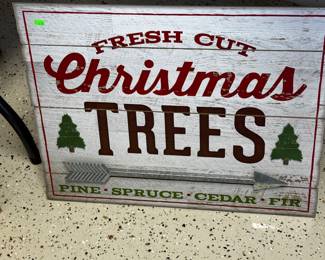 FRESH CUT
Christmas
TREES
PINE · SPRUCE · CEDAR · FIR